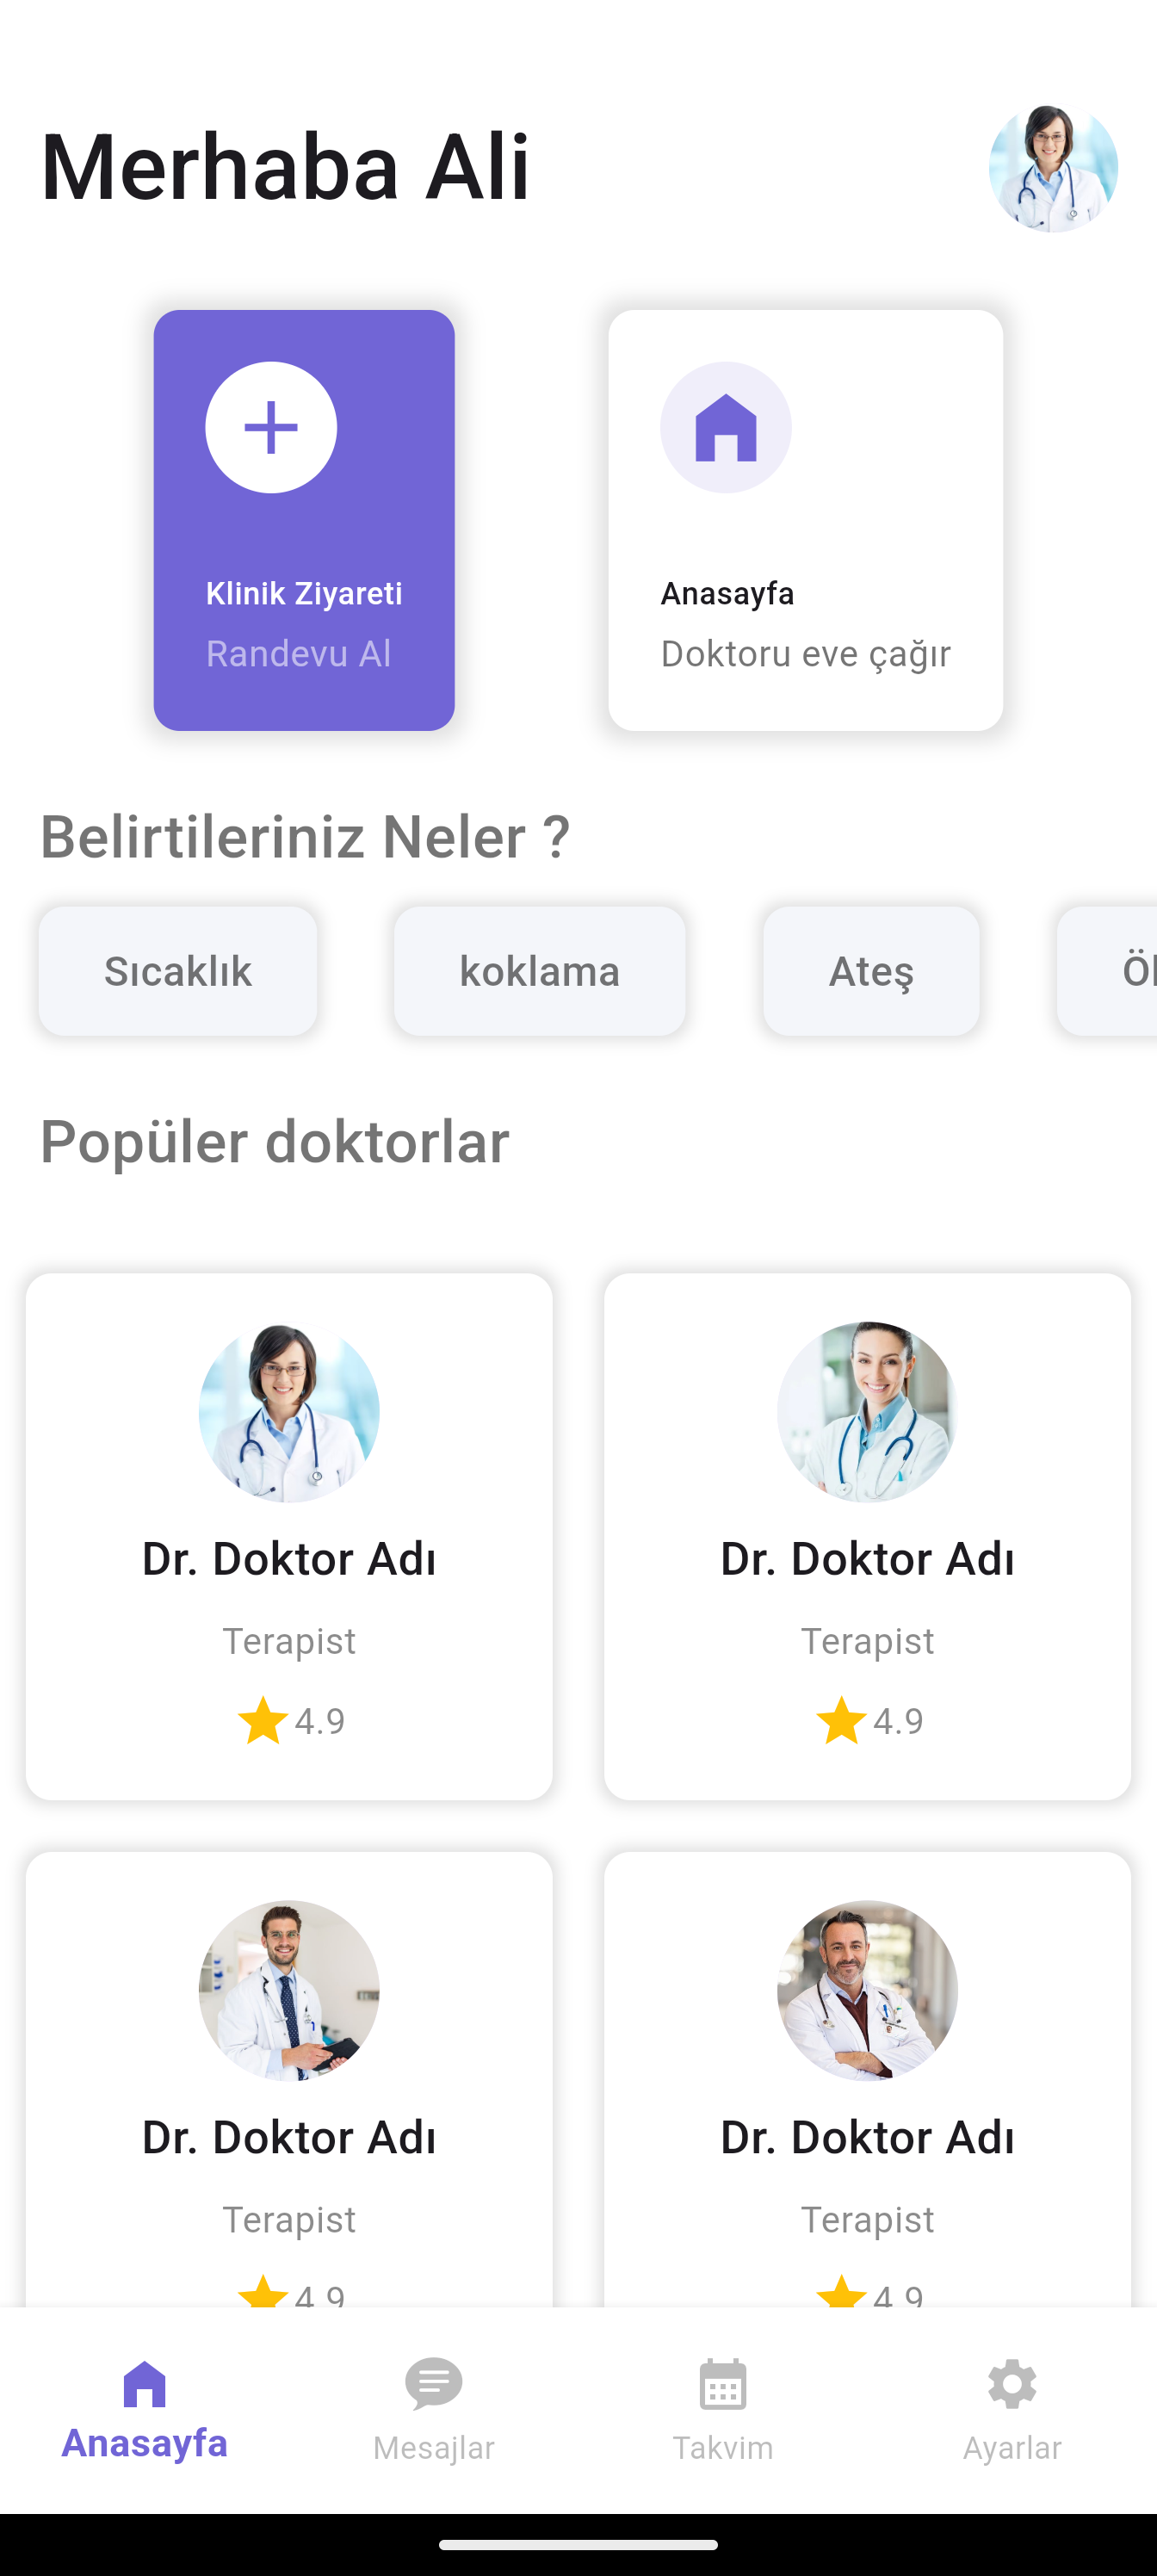 Merhaba Ali
Klinik Ziyareti
Randevu Al
Anasayfa
Doktoru eve çağır
Belirtileriniz Neler ?
Sıcaklık
koklama
Ateş
Popüler doktorlar
Dr. Doktor Adı
Terapist
4.9
Dr. Doktor Adı
Terapist
4.9
Dr. Doktor Adı
Terapist
4.9
Dr. Doktor Adı
Terapist
4.9
Anasayfa
Mesajlar
Takvim
Ayarlar